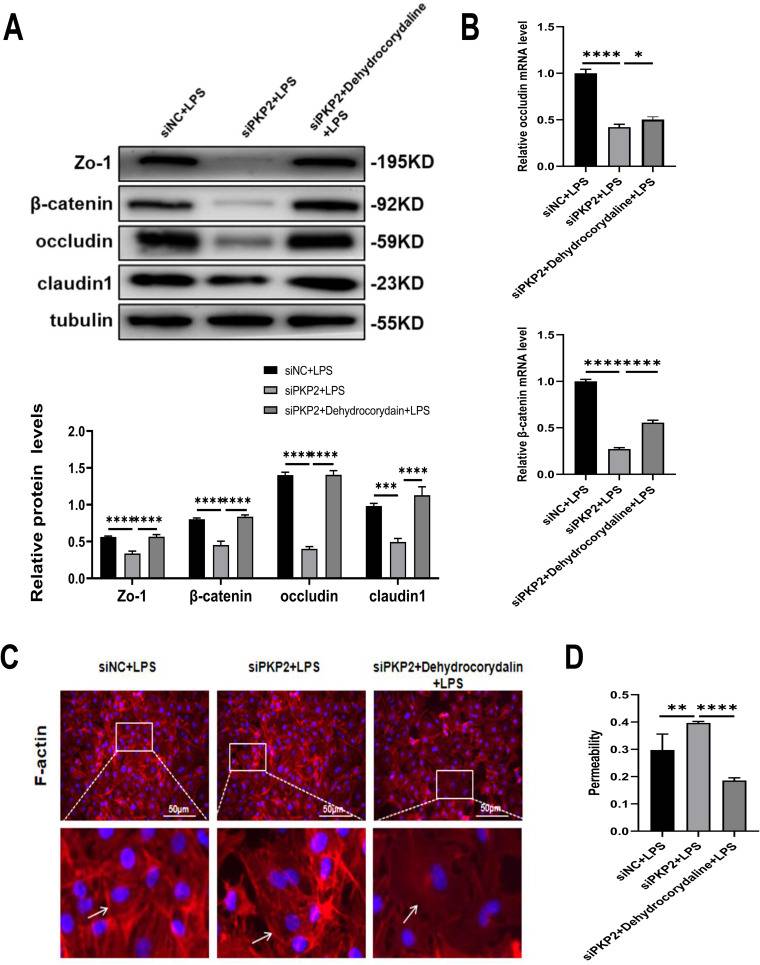 A
siNC+LPS
siPKP2+LPS
siPKP2+Dehydrocorydaline
+LPS
Zo-1
-195KD
β-catenin
-92KD
occludin
-59KD
claudin1
-23KD
tubulin
-55KD
siNC+LPS
siPKP2+LPS
siPKP2+Dehydrocorydain+LPS
Relative protein levels
2.0
1.5
1.0
0.5
0.0
**** **** **** **** **** **** *** ****
Zo-1 β-catenin occludin claudin1
B
Relative occludin mRNA level
1.5
1.0
0.5
0.0
**** *
siNC+LPS
siPKP2+LPS
siPKP2+Dehydrocorydaline+LPS
Relative β-catenin mRNA level
1.5
1.0
0.5
0.0
**** ****
siNC+LPS
siPKP2+LPS
siPKP2+Dehydrocorydaline+LPS
C
siNC+LPS
siPKP2+LPS
siPKP2+Dehydrocorydalin
+LPS
F-actin
50μm
50μm
50μm
D
Permeability
0.5
0.4
0.3
0.2
0.1
0.0
** ****
siNC+LPS
siPKP2+LPS
siPKP2+Dehydrocorydaline+LPS